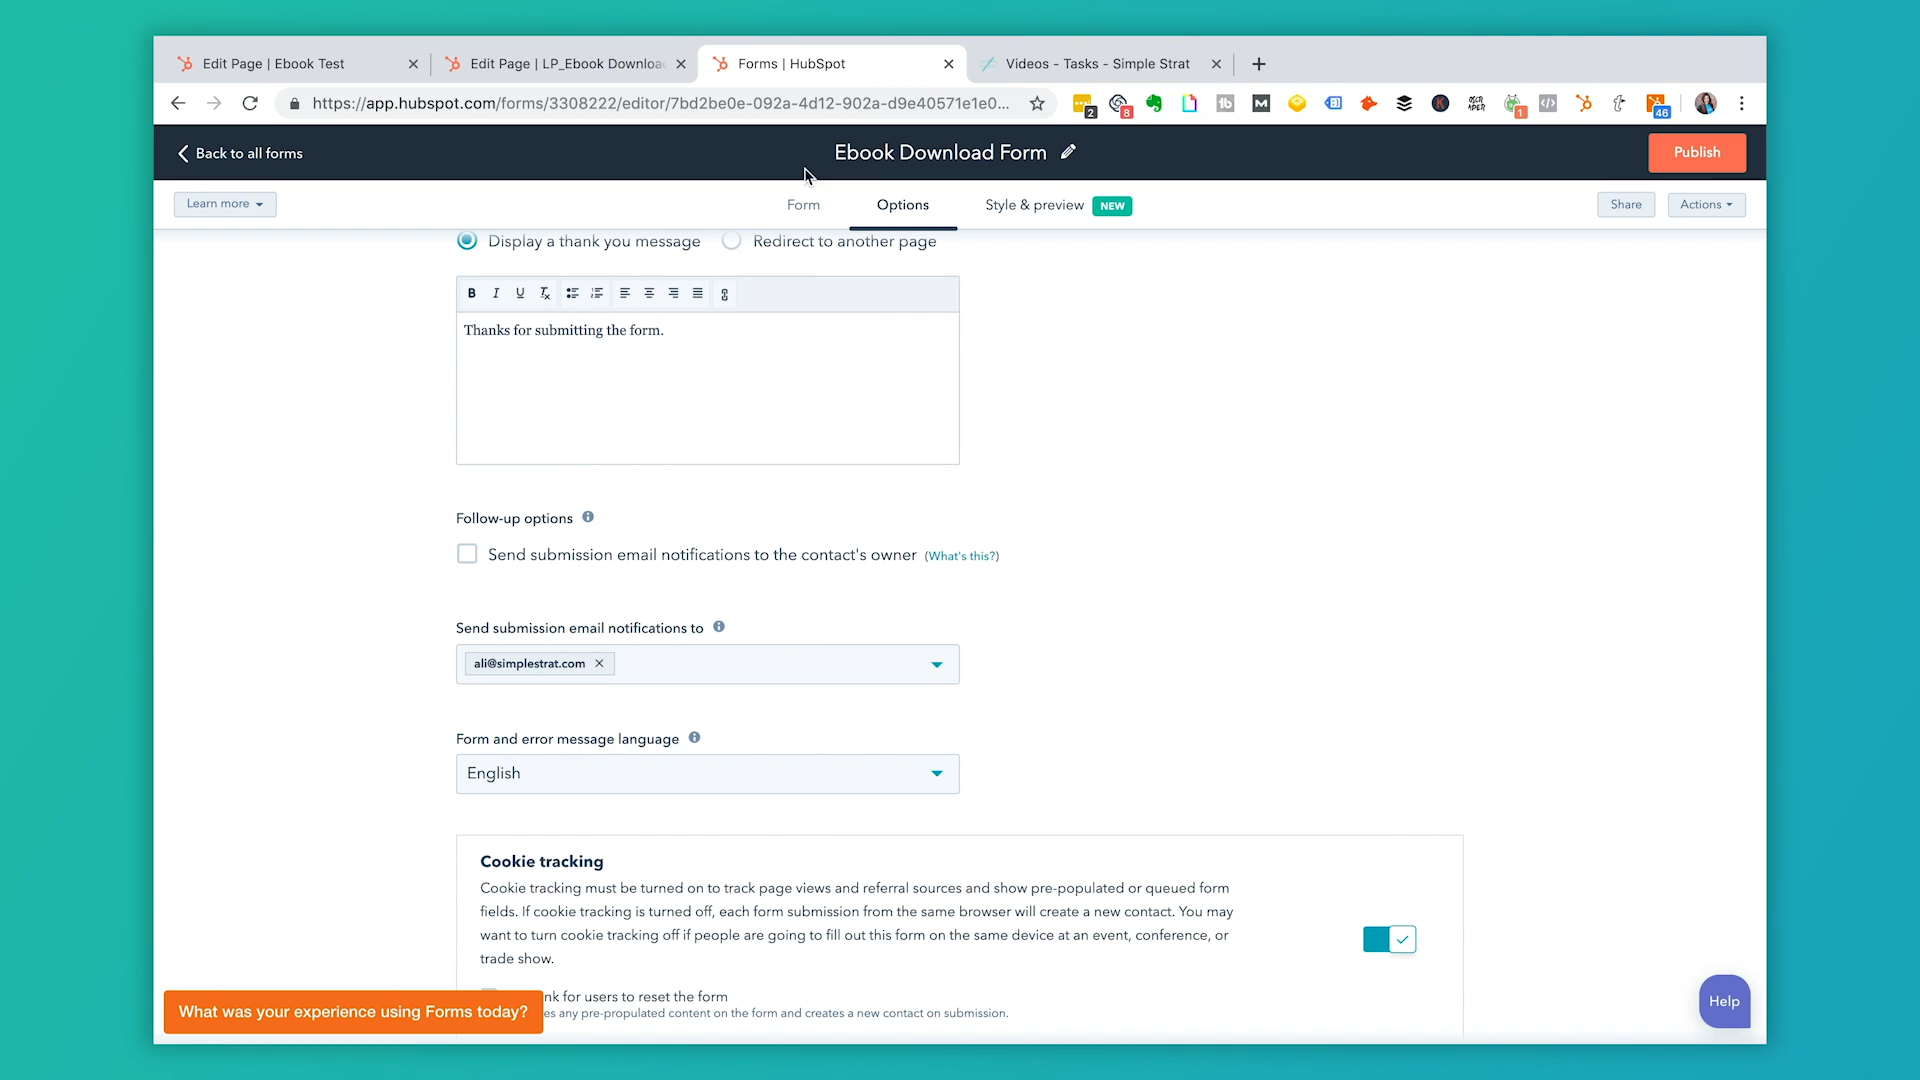 Edit Page | Ebook Test
Edit Page | LP_Ebook Downloa
Forms | HubSpot
Videos - Tasks - Simple Strat
https://app.hubspot.com/forms/3308222/editor/7bd2be0e-092a-4d12-902a-d9e40571e1e0...
2
8
1
46
Back to all forms
Ebook Download Form
Publish
Learn more
Form
Options
Style & preview
NEW
Share
Actions
Display a thank you message
Redirect to another page
B I U Tx
Thanks for submitting the form.
Follow-up options
Send submission email notifications to the contact's owner (What's this?)
Send submission email notifications to
ali@simplestrat.com
Form and error message language
English
Cookie tracking
Cookie tracking must be turned on to track page views and referral sources and show pre-populated or queued form
fields. If cookie tracking is turned off, each form submission from the same browser will create a new contact. You may
want to turn cookie tracking off if people are going to fill out this form on the same device at an event, conference, or
trade show.
nk for users to reset the form
es any pre-propulated content on the form and creates a new contact on submission.
What was your experience using Forms today?
Help